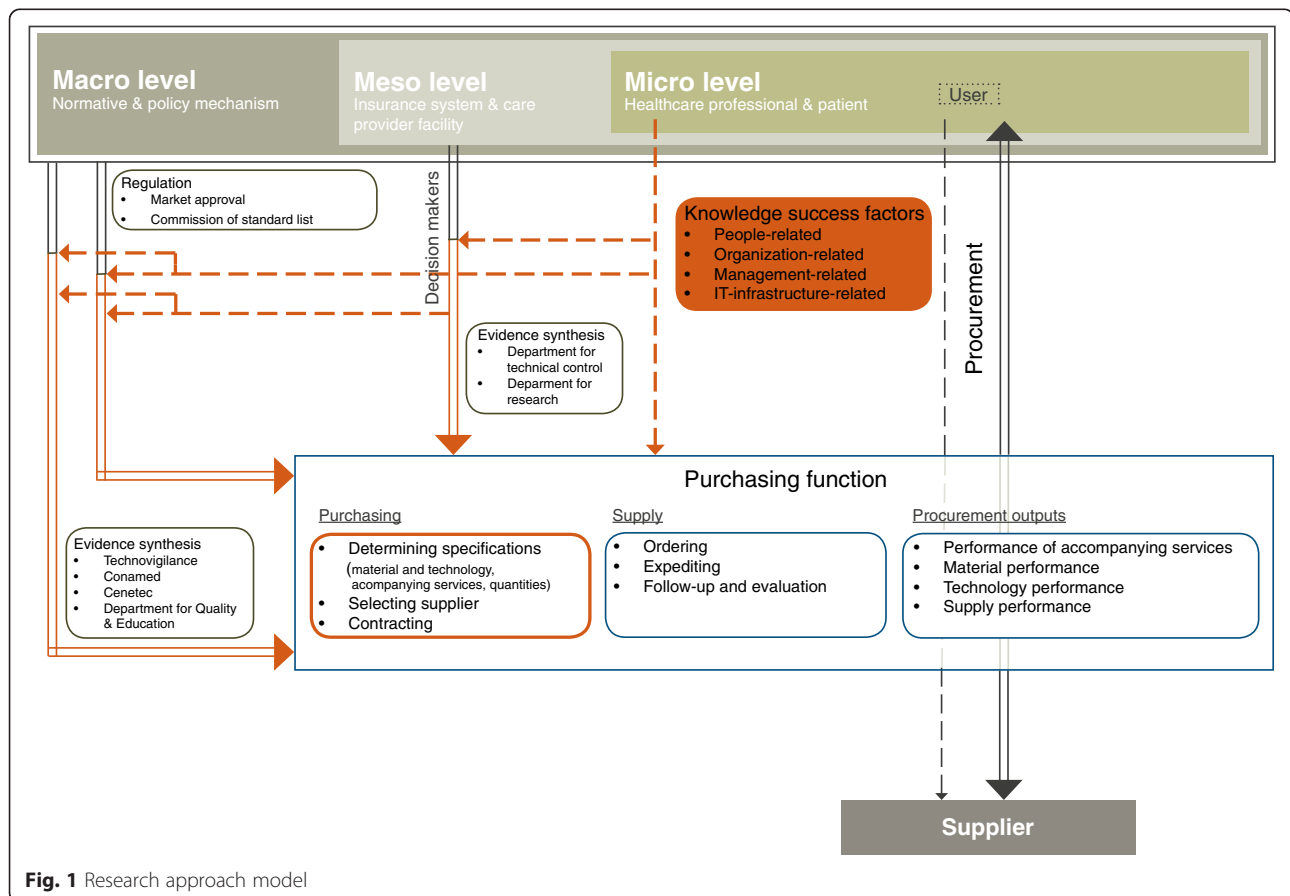 Macro level
Normative & policy mechanism
Meso level
Insurance system & care
provider facility
Micro level
Healthcare professional & patient
User
Regulation
• Market approval
• Commission of standard list
Decision makers
Knowledge success factors
• People-related
• Organization-related
• Management-related
• IT-infrastructure-related
Procurement
Evidence synthesis
• Department for
technical control
• Deparment for
research
Purchasing function
Purchasing
• Determining specifications
(material and technology,
acompanying services, quantities)
• Selecting supplier
• Contracting
Supply
• Ordering
• Expediting
• Follow-up and evaluation
Procurement outputs
• Performance of accompanying services
• Material performance
• Technology performance
• Supply performance
Evidence synthesis
• Technovigilance
• Conamed
• Cenetec
• Department for Quality
& Education
Supplier
Fig. 1 Research approach model